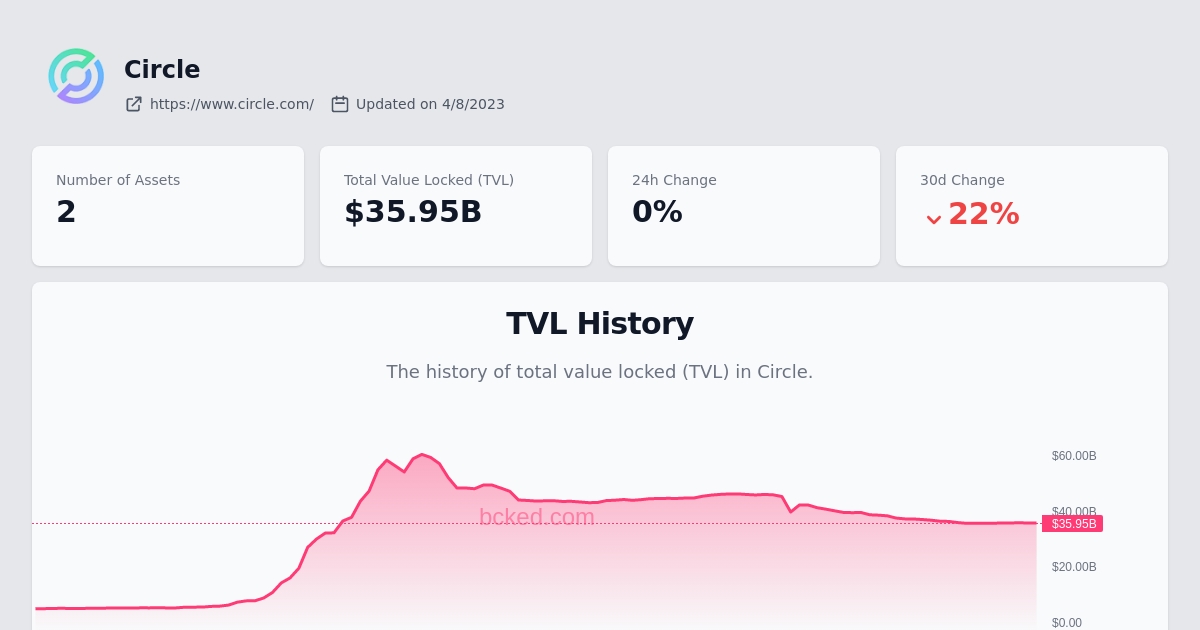 Circle
https://www.circle.com/ Updated on 4/8/2023
Number of Assets
2
Total Value Locked (TVL)
$35.95B
24h Change
0%
30d Change
22%
TVL History
The history of total value locked (TVL) in Circle.
$60.00B
$40.00B
bcked.com
$35.95B
$20.00B
$0.00